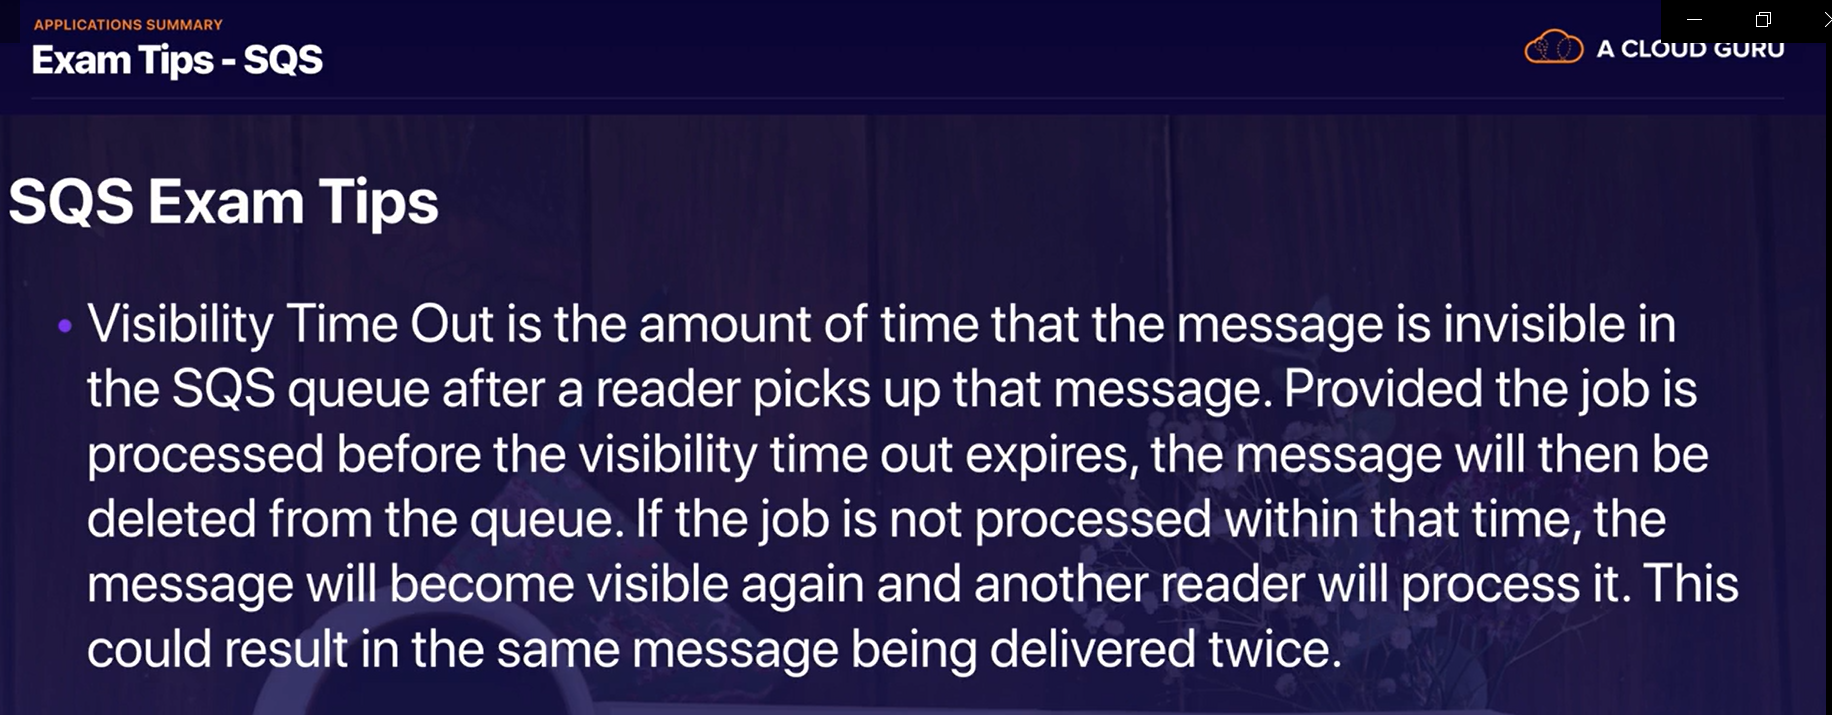 APPLICATIONS SUMMARY
Exam Tips - SQS
A CLOUD GURU
SQS Exam Tips
• Visibility Time Out is the amount of time that the message is invisible in
the SQS queue after a reader picks up that message. Provided the job is
processed before the visibility time out expires, the message will then be
deleted from the queue. If the job is not processed within that time, the
message will become visible again and another reader will process it. This
could result in the same message being delivered twice.